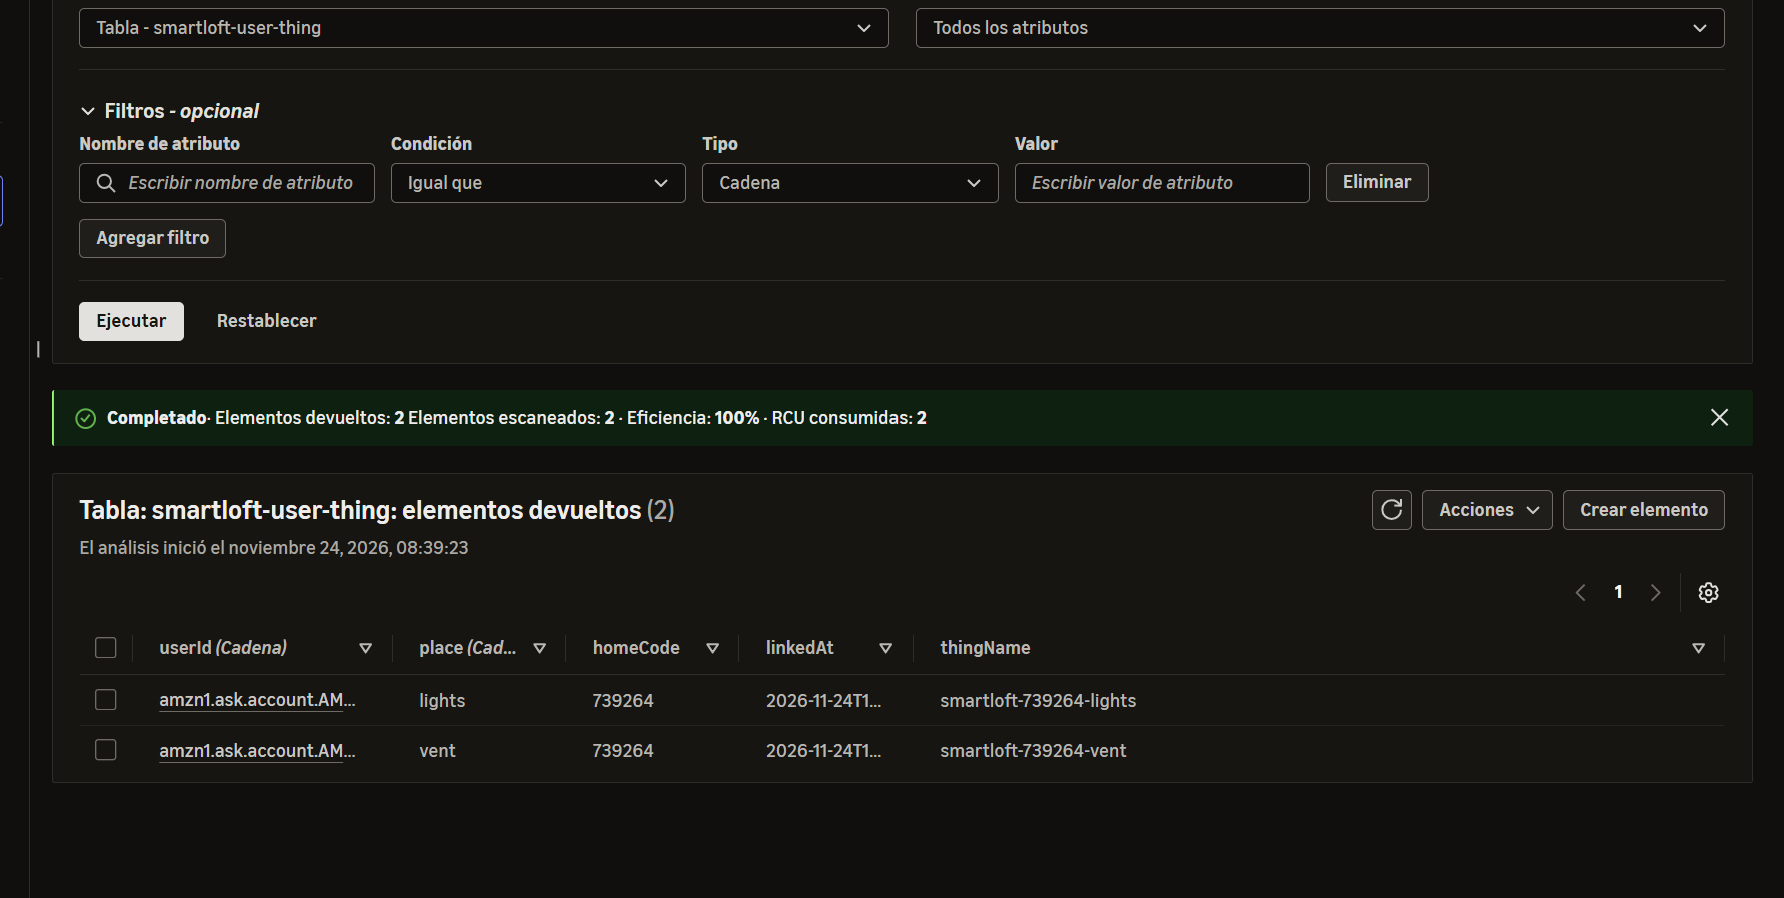 Tabla - smartloft-user-thing
Todos los atributos
Filtros - opcional
Nombre de atributo
Condición
Tipo
Valor
Escribir nombre de atributo
Igual que
Cadena
Escribir valor de atributo
Eliminar
Agregar filtro
Ejecutar
Restablecer
Completado· Elementos devueltos: 2 Elementos escaneados: 2 · Eficiencia: 100% · RCU consumidas: 2
Tabla: smartloft-user-thing: elementos devueltos (2)
Acciones
Crear elemento
El análisis inició el noviembre 24, 2026, 08:39:23
1
userId (Cadena)
place (Cad...
homeCode
linkedAt
thingName
amzn1.ask.account.AM...
lights
739264
2026-11-24T1...
smartloft-739264-lights
amzn1.ask.account.AM...
vent
739264
2026-11-24T1...
smartloft-739264-vent